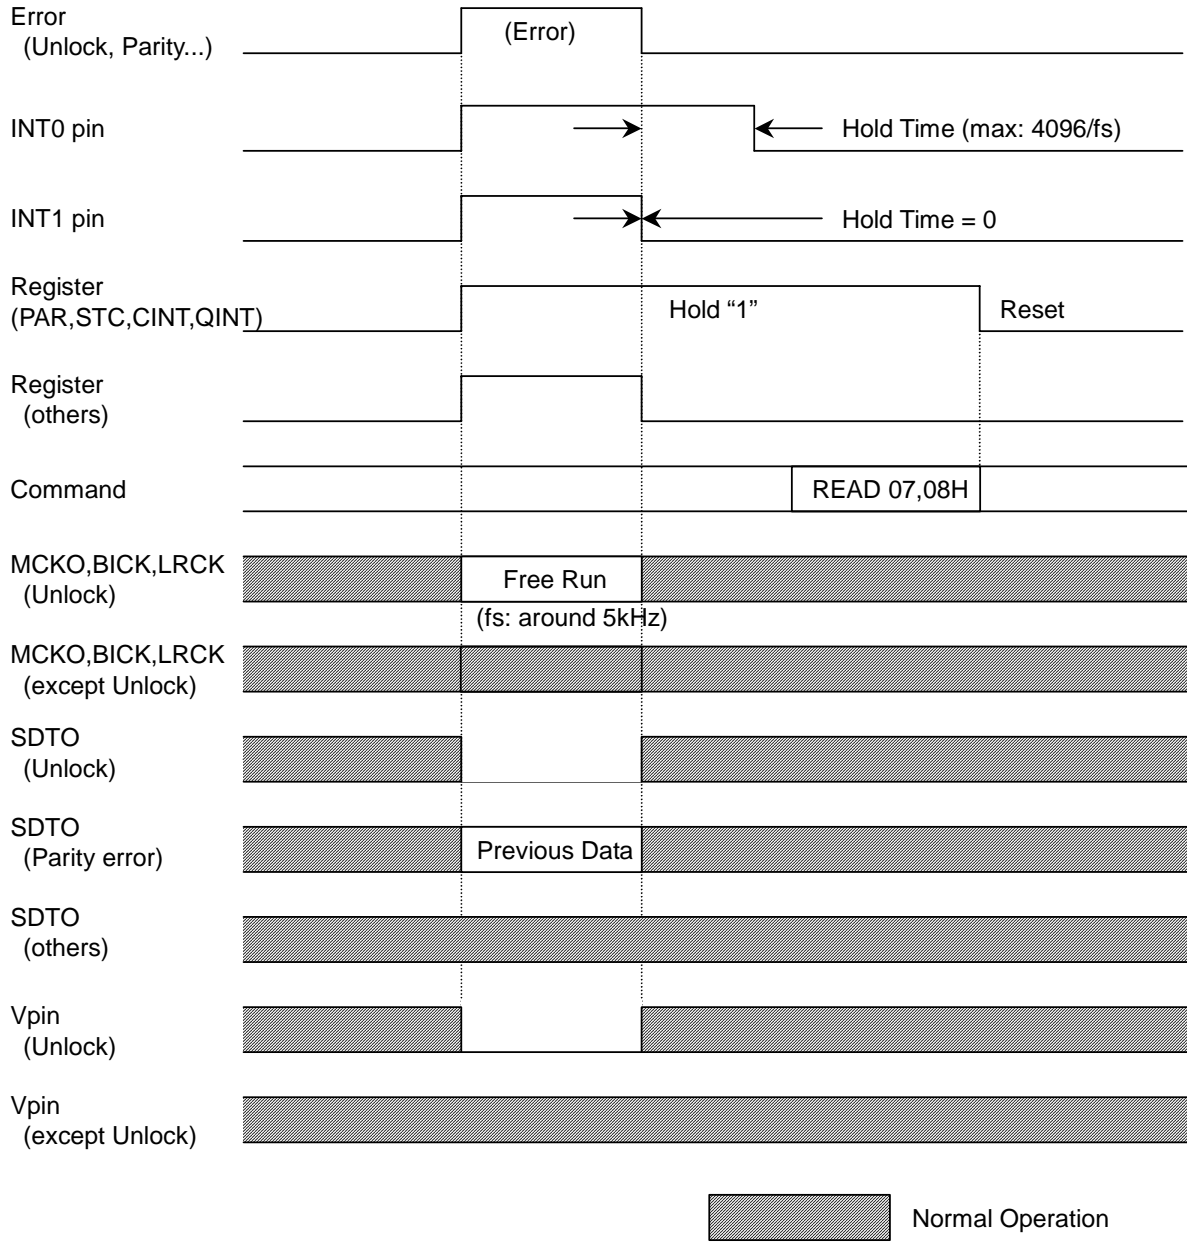 Error
(Unlock, Parity...)
(Error)
INT0 pin
Hold Time (max: 4096/fs)
INT1 pin
Hold Time = 0
Register
(PAR,STC,CINT,QINT)
Hold “1”
Reset
Register
(others)
Command
READ 07,08H
MCKO,BICK,LRCK
(Unlock)
Free Run
(fs: around 5kHz)
MCKO,BICK,LRCK
(except Unlock)
SDTO
(Unlock)
SDTO
(Parity error)
Previous Data
SDTO
(others)
Vpin
(Unlock)
Vpin
(except Unlock)
Normal Operation